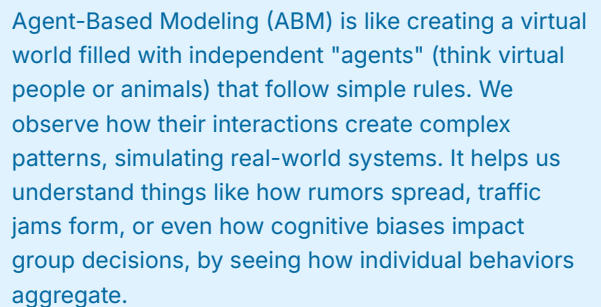 Agent-Based Modeling (ABM) is like creating a virtual
world filled with independent "agents" (think virtual
people or animals) that follow simple rules. We
observe how their interactions create complex
patterns, simulating real-world systems. It helps us
understand things like how rumors spread, traffic
jams form, or even how cognitive biases impact
group decisions, by seeing how individual behaviors
aggregate.